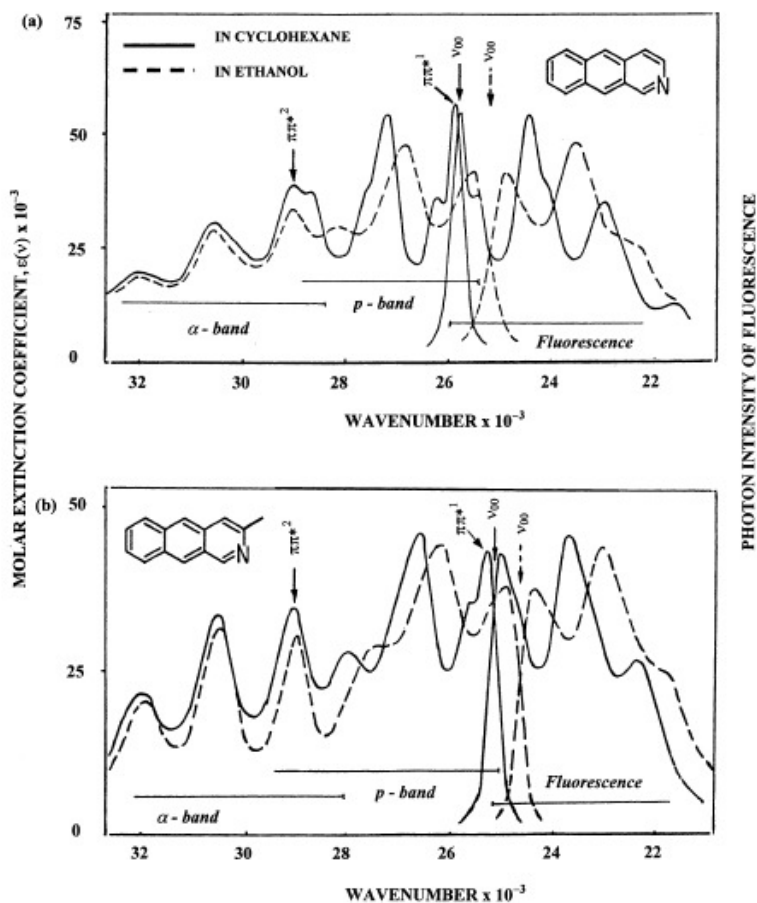 (a)
75
50
25
0
IN CYCLOHEXANE
IN ETHANOL
ππ*²
ππ*¹
ν₀₀
ν₀₀
N
α - band
p - band
Fluorescence
32 30 28 26 24 22
WAVENUMBER x 10⁻³
MOLAR EXTINCTION COEFFICIENT, ε(ν) x 10⁻³
PHOTON INTENSITY OF FLUORESCENCE
(b)
50
25
0
N
ππ*²
ππ*¹
ν₀₀
ν₀₀
α - band
p - band
Fluorescence
32 30 28 26 24 22
WAVENUMBER x 10⁻³